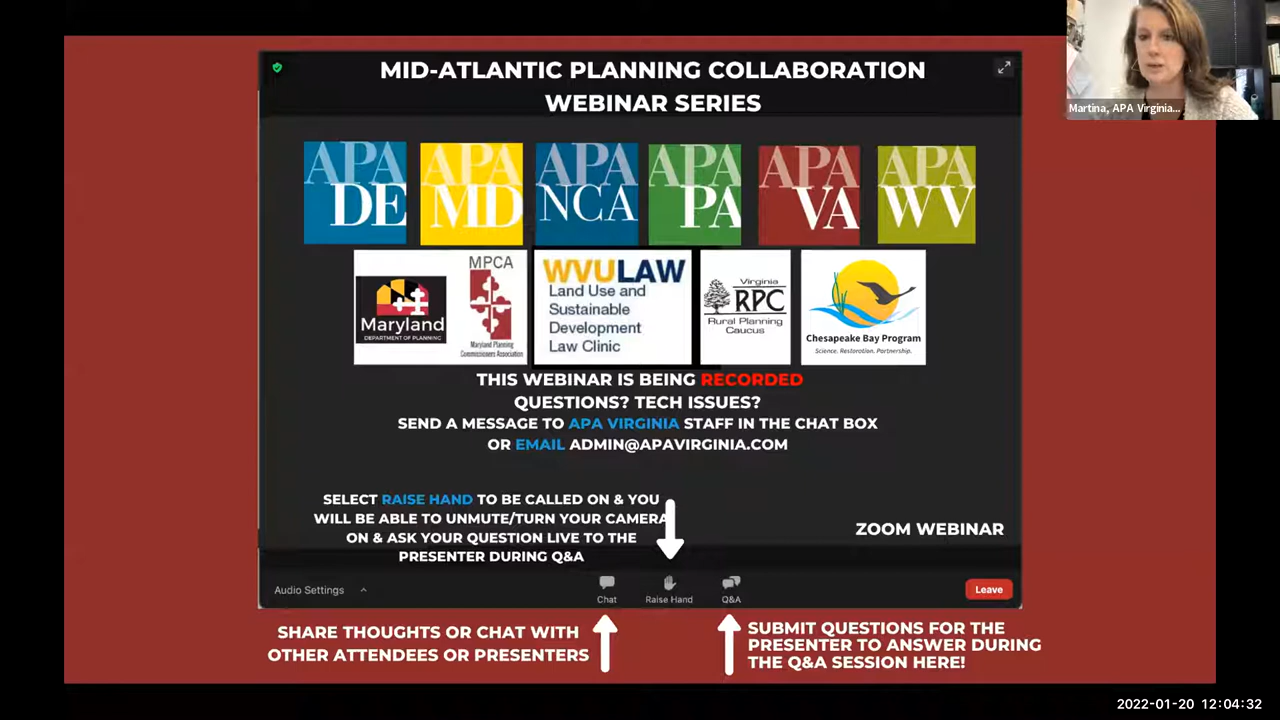 MID-ATLANTIC PLANNING COLLABORATION
WEBINAR SERIES
Martina, APA Virginia...
APA
DE
APA
MD
APA
NCA
APA
PA
APA
VA
APA
WV
Maryland
DEPARTMENT OF PLANNING
MPCA
Maryland Planning
Commissioners Association
WVULAW
Land Use and
Sustainable
Development
Law Clinic
Virginia
RPC
Rural Planning
Caucus
Chesapeake Bay Program
Science. Restoration. Partnership.
THIS WEBINAR IS BEING RECORDED
QUESTIONS? TECH ISSUES?
SEND A MESSAGE TO APA VIRGINIA STAFF IN THE CHAT BOX
OR EMAIL ADMIN@APAVIRGINIA.COM
SELECT RAISE HAND TO BE CALLED ON & YOU
WILL BE ABLE TO UNMUTE/TURN YOUR CAMERA
ON & ASK YOUR QUESTION LIVE TO THE
PRESENTER DURING Q&A
ZOOM WEBINAR
Audio Settings
Chat
Raise Hand
Q&A
Leave
SHARE THOUGHTS OR CHAT WITH
OTHER ATTENDEES OR PRESENTERS
SUBMIT QUESTIONS FOR THE
PRESENTER TO ANSWER DURING
THE Q&A SESSION HERE!
2022-01-20 12:04:32